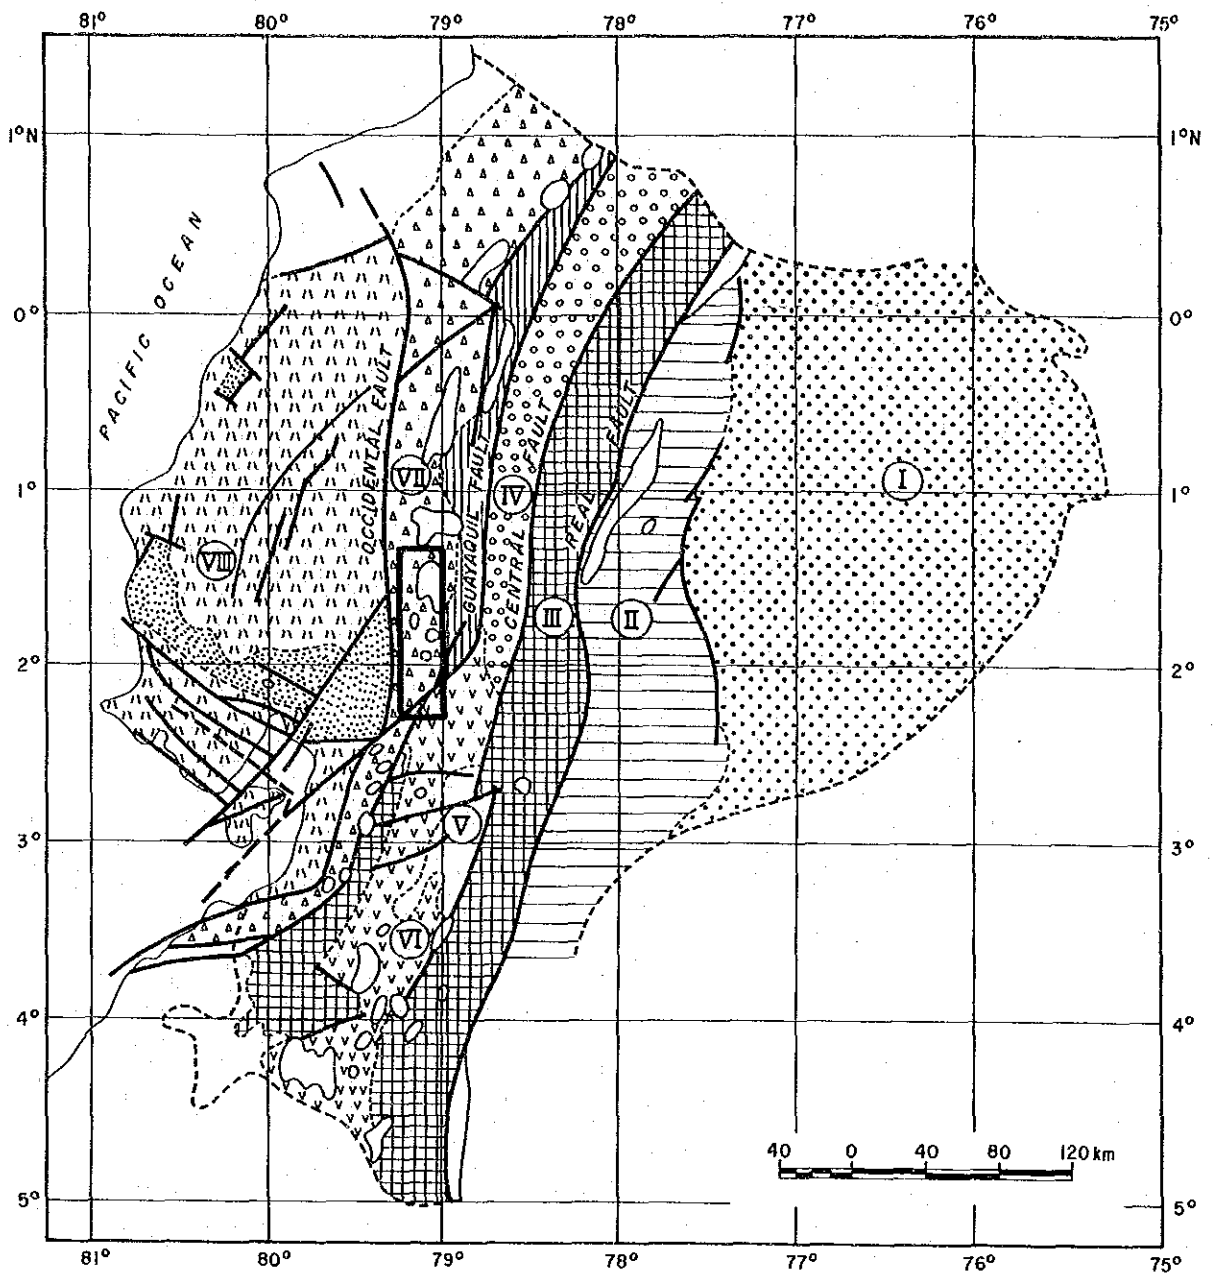 81° 80° 79° 78° 77° 76° 75°
1°N 1°N
PACIFIC OCEAN
0° 0°
OCCIDENTAL FAULT
GUAYAQUIL FAULT
CENTRAL FAULT
REAL FAULT
VII
IV
I
1° 1°
VIII
III
II
2° 2°
V
3° 3°
VI
4° 4°
40 0 40 80 120 km
5° 5°
81° 80° 79° 78° 77° 76° 75°